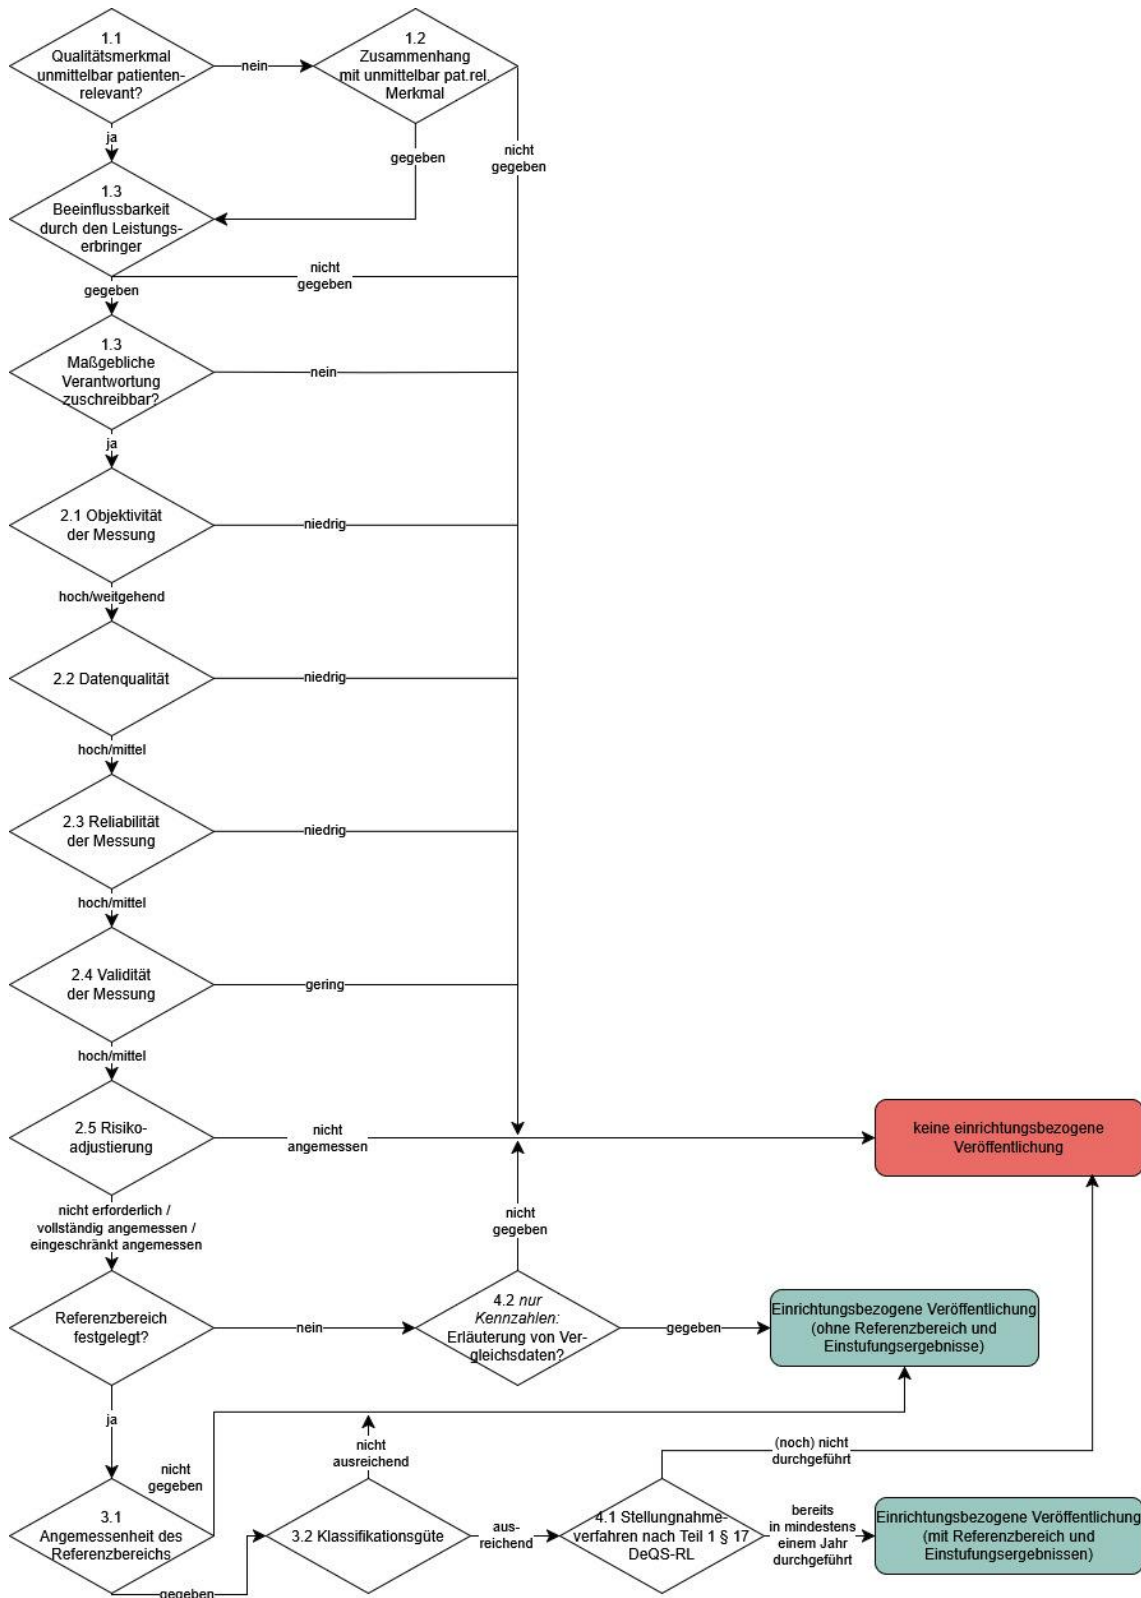 1.1
Qualitätsmerkmal
unmittelbar patienten-
relevant?
nein
1.2
Zusammenhang
mit unmittelbar pat.rel.
Merkmal
ja
gegeben
nicht
gegeben
1.3
Beeinflussbarkeit
durch den Leistungs-
erbringer
nicht
gegeben
gegeben
1.3
Maßgebliche
Verantwortung
zuschreibbar?
nein
ja
2.1 Objektivität
der Messung
niedrig
hoch/weitgehend
2.2 Datenqualität
niedrig
hoch/mittel
2.3 Reliabilität
der Messung
niedrig
hoch/mittel
2.4 Validität
der Messung
gering
hoch/mittel
2.5 Risiko-
adjustierung
nicht
angemessen
keine einrichtungsbezogene
Veröffentlichung
nicht erforderlich /
vollständig angemessen /
eingeschränkt angemessen
nicht
gegeben
Referenzbereich
festgelegt?
nein
4.2 nur
Kennzahlen:
Erläuterung von Ver-
gleichsdaten?
gegeben
Einrichtungsbezogene Veröffentlichung
(ohne Referenzbereich und
Einstufungsergebnisse)
ja
nicht
gegeben
nicht
ausreichend
(noch) nicht
durchgeführt
3.1
Angemessenheit des
Referenzbereichs
gegeben
3.2 Klassifikationsgüte
aus-
reichend
4.1 Stellungnahme-
verfahren nach Teil 1 § 17
DeQS-RL
bereits
in mindestens
einem Jahr
durchgeführt
Einrichtungsbezogene Veröffentlichung
(mit Referenzbereich und
Einstufungsergebnissen)